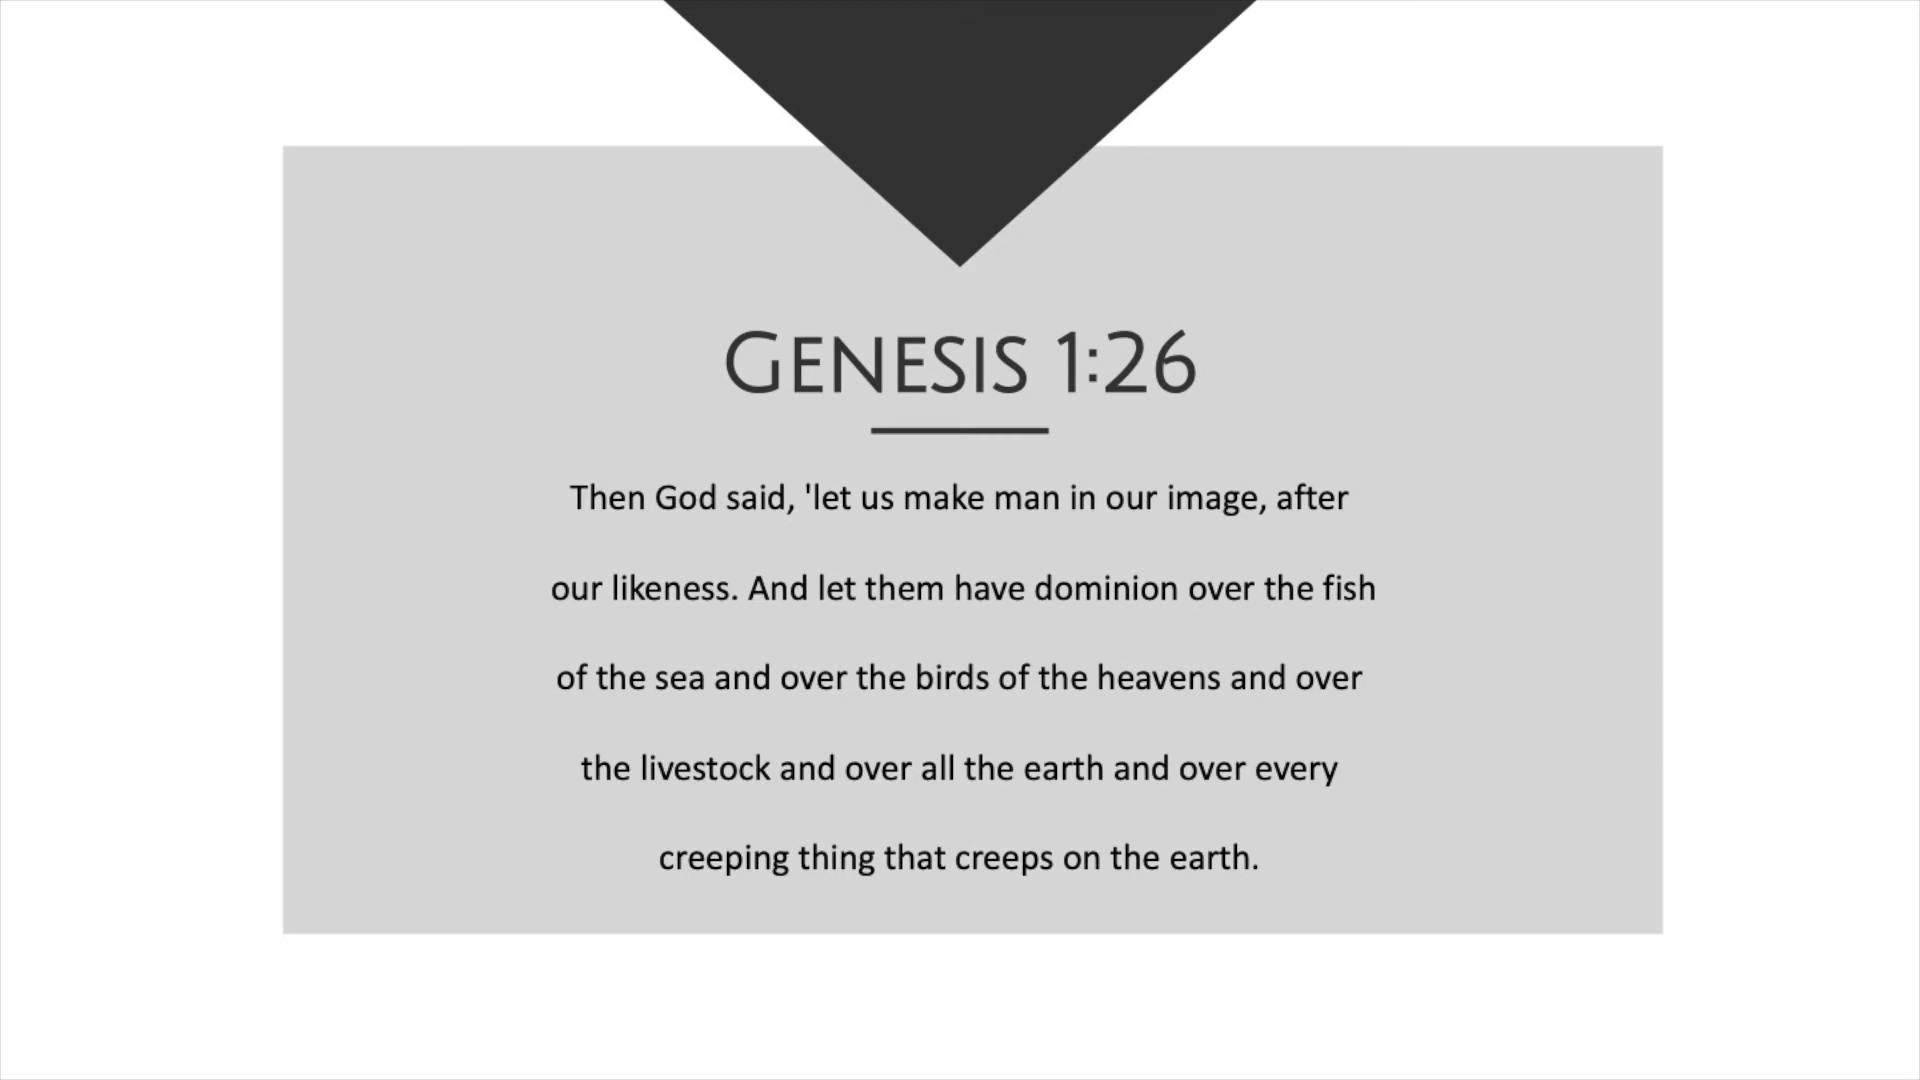 Genesis 1:26
Then God said, 'let us make man in our image, after
our likeness. And let them have dominion over the fish
of the sea and over the birds of the heavens and over
the livestock and over all the earth and over every
creeping thing that creeps on the earth.